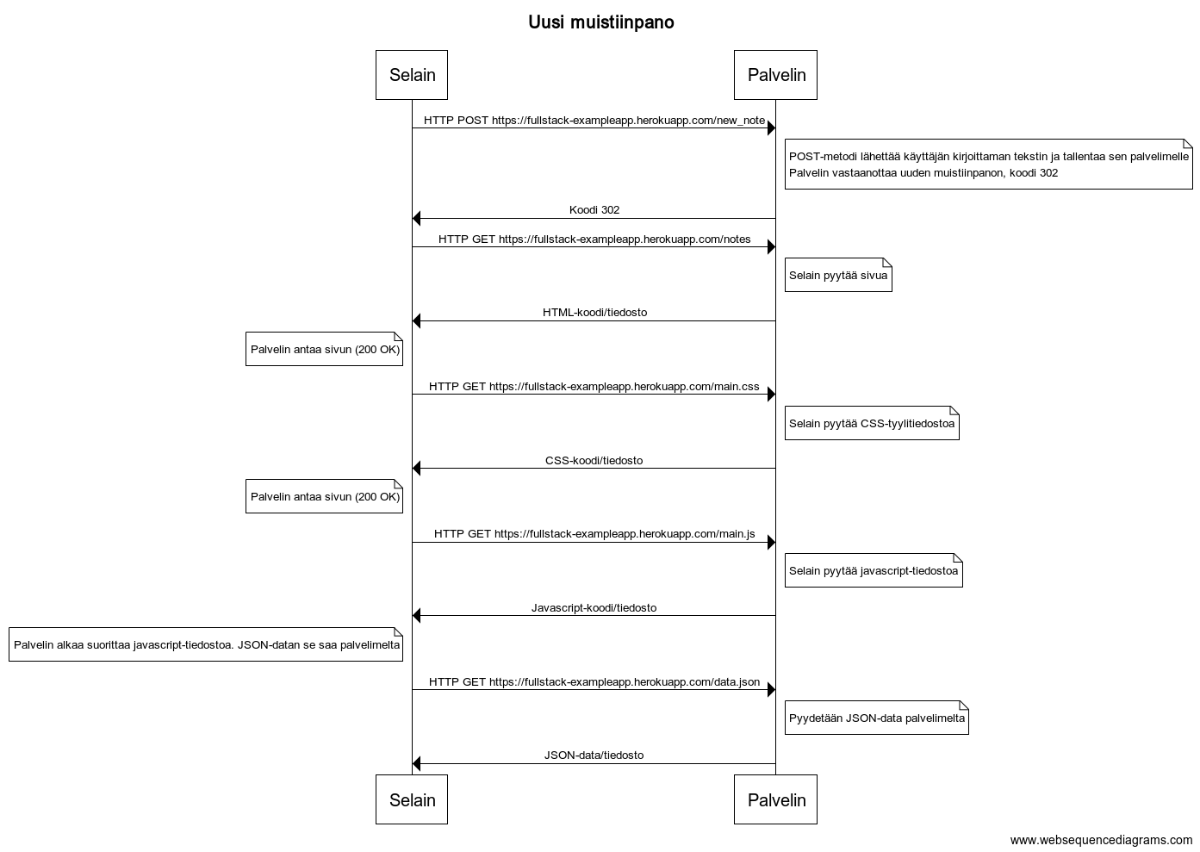 Uusi muistiinpano
Selain
Palvelin
HTTP POST https://fullstack-exampleapp.herokuapp.com/new_note
POST-metodi lähettää käyttäjän kirjoittaman tekstin ja tallentaa sen palvelimelle
Palvelin vastaanottaa uuden muistiinpanon, koodi 302
Koodi 302
HTTP GET https://fullstack-exampleapp.herokuapp.com/notes
Selain pyytää sivua
HTML-koodi/tiedosto
Palvelin antaa sivun (200 OK)
HTTP GET https://fullstack-exampleapp.herokuapp.com/main.css
Selain pyytää CSS-tyylitiedostoa
CSS-koodi/tiedosto
Palvelin antaa sivun (200 OK)
HTTP GET https://fullstack-exampleapp.herokuapp.com/main.js
Selain pyytää javascript-tiedostoa
Javascript-koodi/tiedosto
Palvelin alkaa suorittaa javascript-tiedostoa. JSON-datan se saa palvelimelta
HTTP GET https://fullstack-exampleapp.herokuapp.com/data.json
Pyydetään JSON-data palvelimelta
JSON-data/tiedosto
Selain
Palvelin
www.websequencediagrams.com